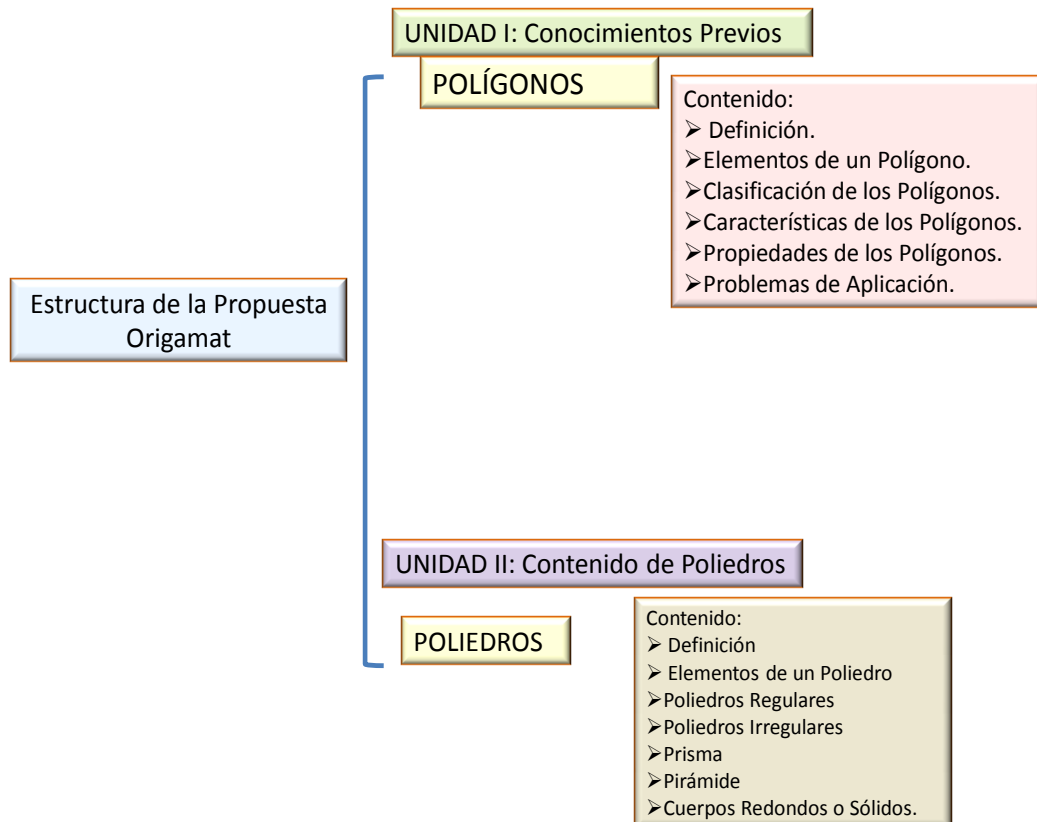 UNIDAD I: Conocimientos Previos
POLÍGONOS
Contenido:
➢ Definición.
➢Elementos de un Polígono.
➢Clasificación de los Polígonos.
➢Características de los Polígonos.
➢Propiedades de los Polígonos.
➢Problemas de Aplicación.
Estructura de la Propuesta
Origamat
UNIDAD II: Contenido de Poliedros
POLIEDROS
Contenido:
➢ Definición
➢ Elementos de un Poliedro
➢Poliedros Regulares
➢Poliedros Irregulares
➢Prisma
➢Pirámide
➢Cuerpos Redondos o Sólidos.